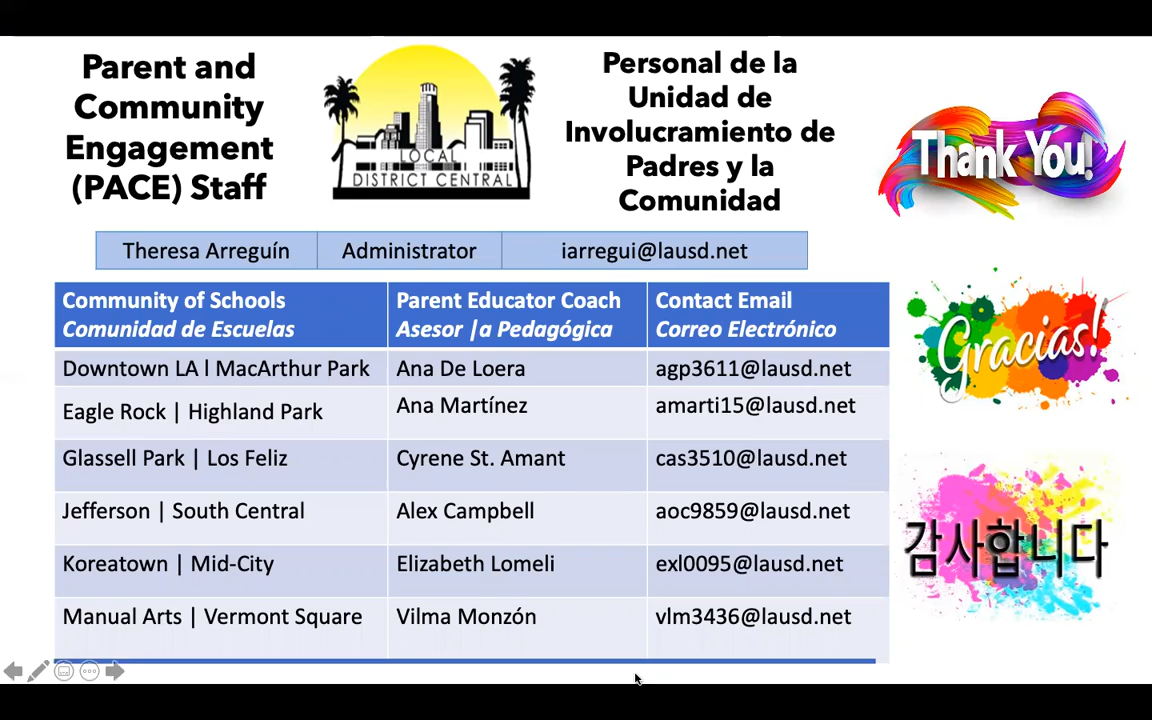 Parent and
Community
Engagement
(PACE) Staff
LOCAL
DISTRICT CENTRAL
Personal de la
Unidad de
Involucramiento de
Padres y la
Comunidad
Thank You!
Theresa Arreguín Administrator iarregui@lausd.net
Community of Schools Parent Educator Coach Contact Email
Comunidad de Escuelas Asesor |a Pedagógica Correo Electrónico
Downtown LA l MacArthur Park Ana De Loera agp3611@lausd.net
Eagle Rock | Highland Park Ana Martínez amarti15@lausd.net
Glassell Park | Los Feliz Cyrene St. Amant cas3510@lausd.net
Jefferson | South Central Alex Campbell aoc9859@lausd.net
Koreatown | Mid-City Elizabeth Lomeli exl0095@lausd.net
Manual Arts | Vermont Square Vilma Monzón vlm3436@lausd.net
Gracias!
감사합니다